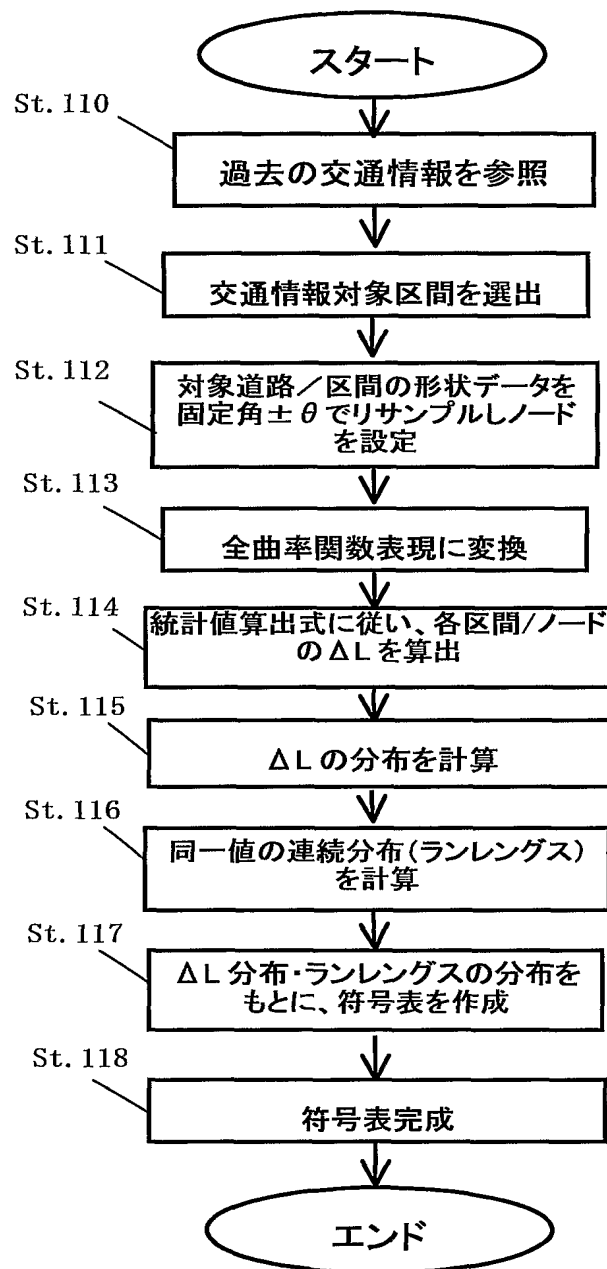 スタート
St. 110
過去の交通情報を参照
St. 111
交通情報対象区間を選出
St. 112
対象道路／区間の形状データを
固定角±θでリサンプルしノード
を設定
St. 113
全曲率関数表現に変換
St. 114
統計値算出式に従い、各区間/ノード
のΔLを算出
St. 115
ΔLの分布を計算
St. 116
同一値の連続分布(ランレングス)
を計算
St. 117
ΔL分布・ランレングスの分布を
もとに、符号表を作成
St. 118
符号表完成
エンド